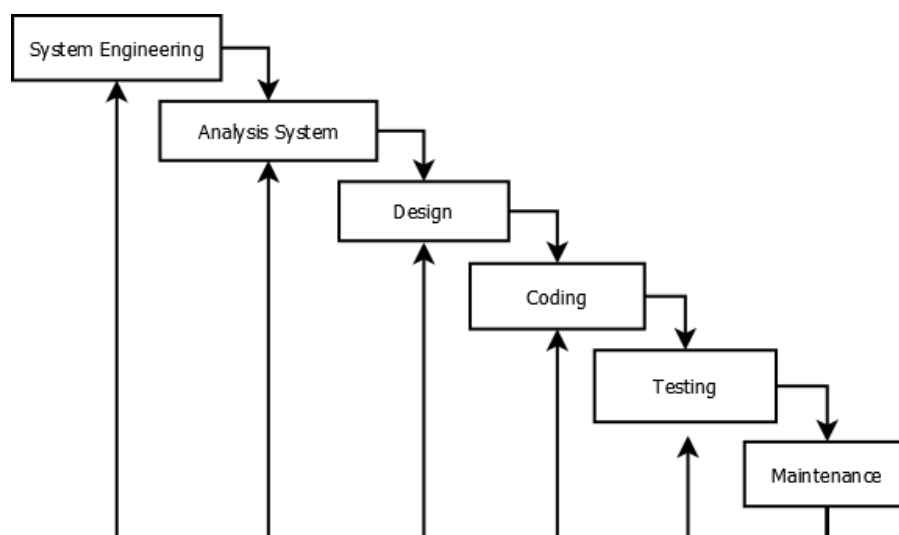 System Engineering
Analysis System
Design
Coding
Testing
Maintenance